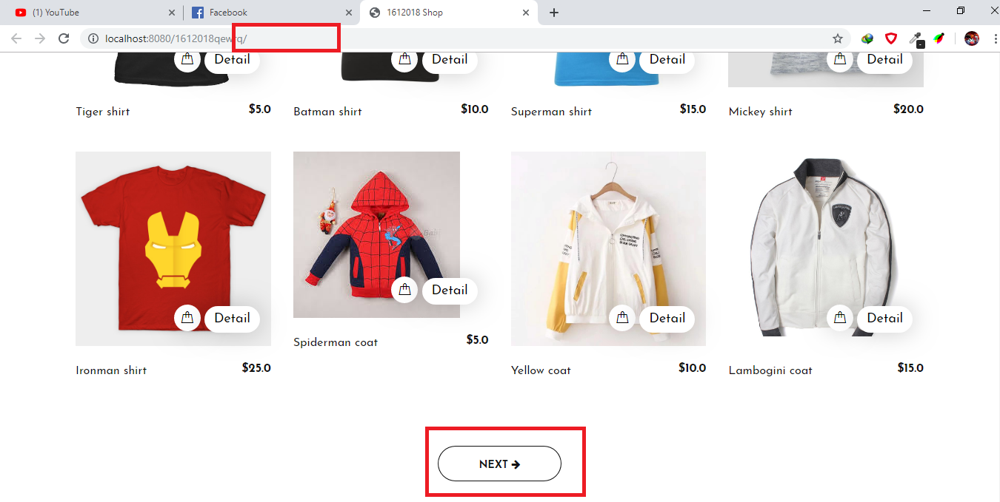 (1) YouTube
Facebook
1612018 Shop
localhost:8080/1612018qewrq/
Detail
Detail
Detail
Detail
Tiger shirt
$5.0
Batman shirt
$10.0
Superman shirt
$15.0
Mickey shirt
$20.0
Detail
Detail
Detail
Detail
Ironman shirt
$25.0
Spiderman coat
$5.0
Yellow coat
$10.0
Lambogini coat
$15.0
NEXT